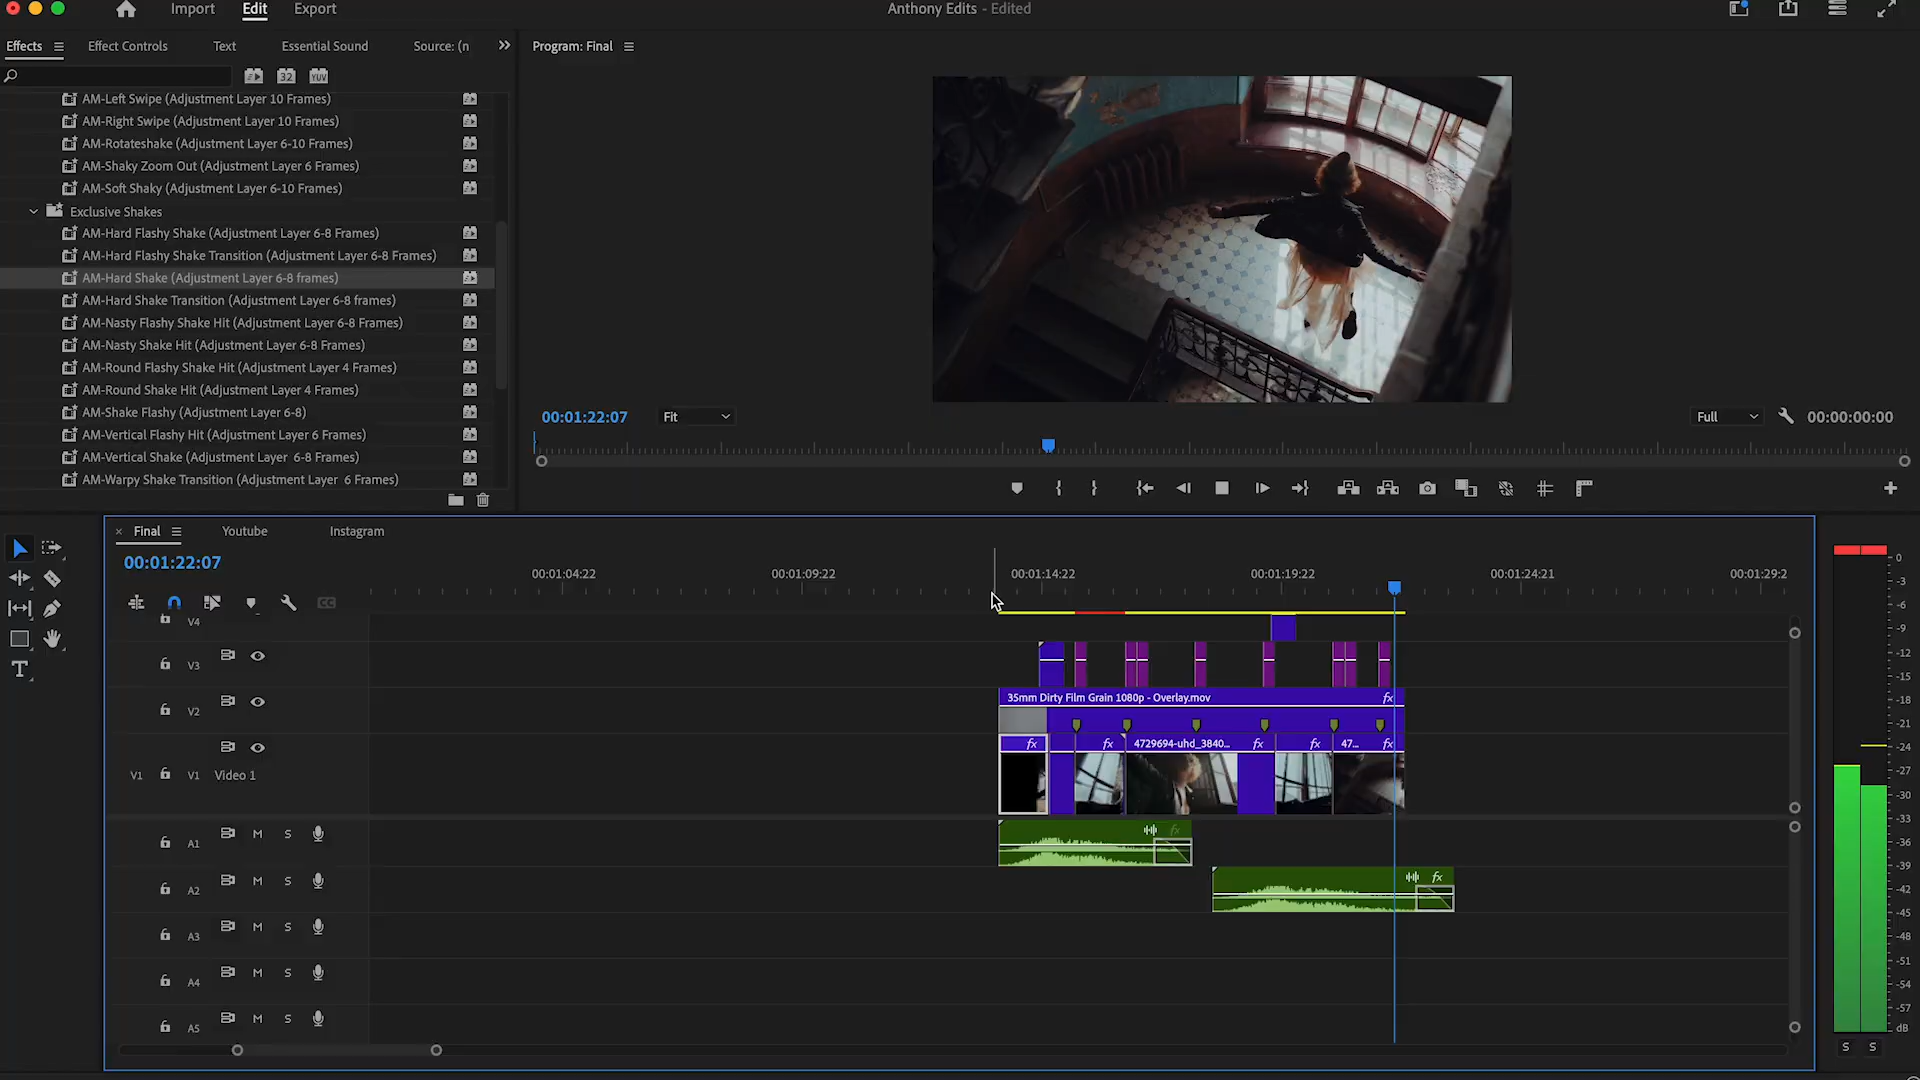 Import Edit Export Anthony Edits - Edited
Effects Effect Controls Text Essential Sound Source: (n
Program: Final
32 YUV
AM-Left Swipe (Adjustment Layer 10 Frames)
AM-Right Swipe (Adjustment Layer 10 Frames)
AM-Rotateshake (Adjustment Layer 6-10 Frames)
AM-Shaky Zoom Out (Adjustment Layer 6 Frames)
AM-Soft Shaky (Adjustment Layer 6-10 Frames)
Exclusive Shakes
AM-Hard Flashy Shake (Adjustment Layer 6-8 Frames)
AM-Hard Flashy Shake Transition (Adjustment Layer 6-8 Frames)
AM-Hard Shake (Adjustment Layer 6-8 frames)
AM-Hard Shake Transition (Adjustment Layer 6-8 frames)
AM-Nasty Flashy Shake Hit (Adjustment Layer 6-8 Frames)
AM-Nasty Shake Hit (Adjustment Layer 6-8 Frames)
AM-Round Flashy Shake Hit (Adjustment Layer 4 Frames)
AM-Round Shake Hit (Adjustment Layer 4 Frames)
AM-Shake Flashy (Adjustment Layer 6-8)
AM-Vertical Flashy Hit (Adjustment Layer 6 Frames)
AM-Vertical Shake (Adjustment Layer  6-8 Frames)
AM-Warpy Shake Transition (Adjustment Layer  6 Frames)
00:01:22:07 Fit Full 00:00:00:00
Final Youtube Instagram
00:01:22:07
00:01:04:22 00:01:09:22 00:01:14:22 00:01:19:22 00:01:24:21 00:01:29:2
CC
V4
V3
35mm Dirty Film Grain 1080p - Overlay.mov fx
V2
fx fx 4729694-uhd_3840... fx fx 47... fx
V1 V1 Video 1
A1 M S fx
A2 M S fx
A3 M S
A4 M S
A5 M S
0
-3
-6
-9
-12
-15
-18
-21
-24
-27
-30
-33
-36
-39
-42
-45
-48
-51
-54
-57
dB
S S